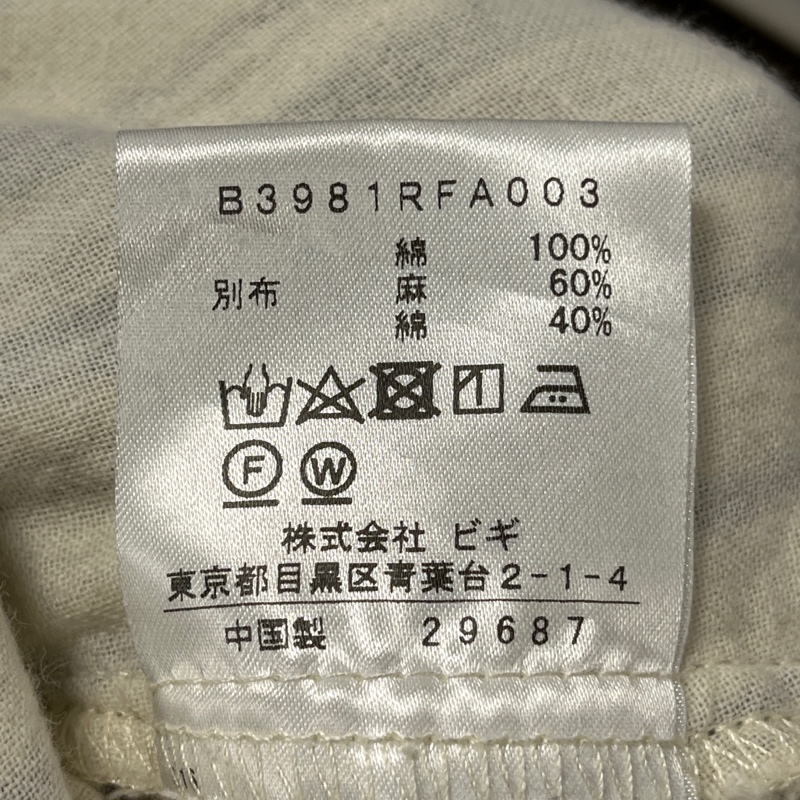 B3981RFA003
綿 100%
別布 麻 60%
綿 40%
F W
株式会社 ビギ
東京都目黒区青葉台2-1-4
中国製 29687